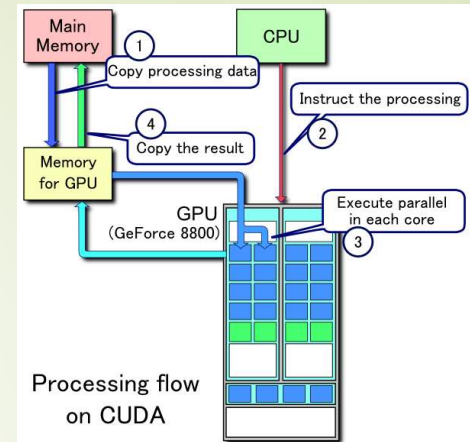 Main
Memory
CPU
1
Copy processing data
Instruct the processing
2
4
Copy the result
Memory
for GPU
GPU
(GeForce 8800)
Execute parallel
in each core
3
Processing flow
on CUDA